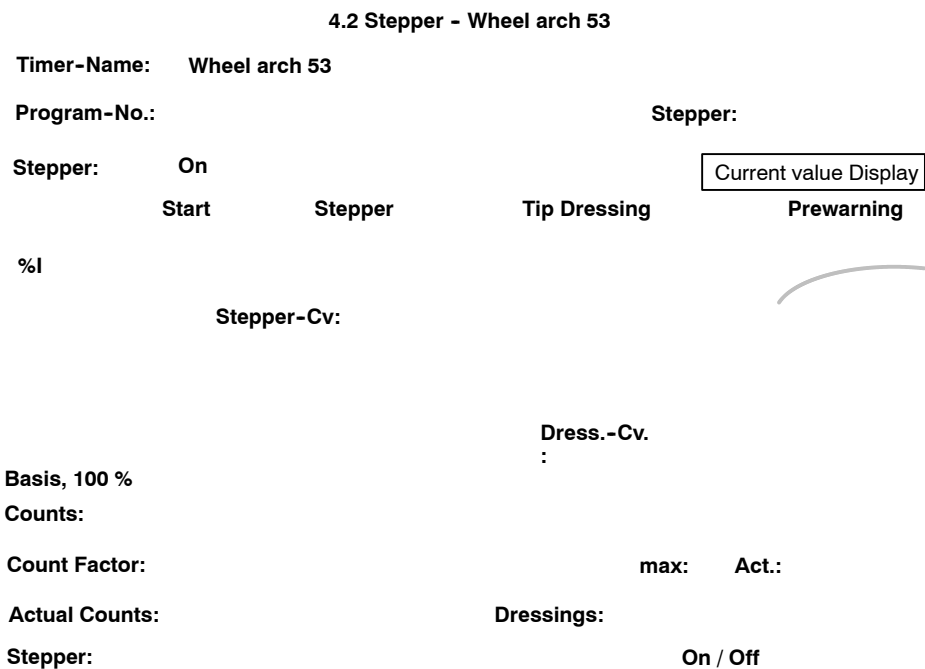 4.2 Stepper - Wheel arch 53
Timer-Name: Wheel arch 53
Program-No.: Stepper:
Stepper: On
Current value Display
Start Stepper Tip Dressing Prewarning
%I
Stepper-Cv:
Dress.-Cv.
:
Basis, 100 %
Counts:
Count Factor: max: Act.:
Actual Counts: Dressings:
Stepper: On / Off